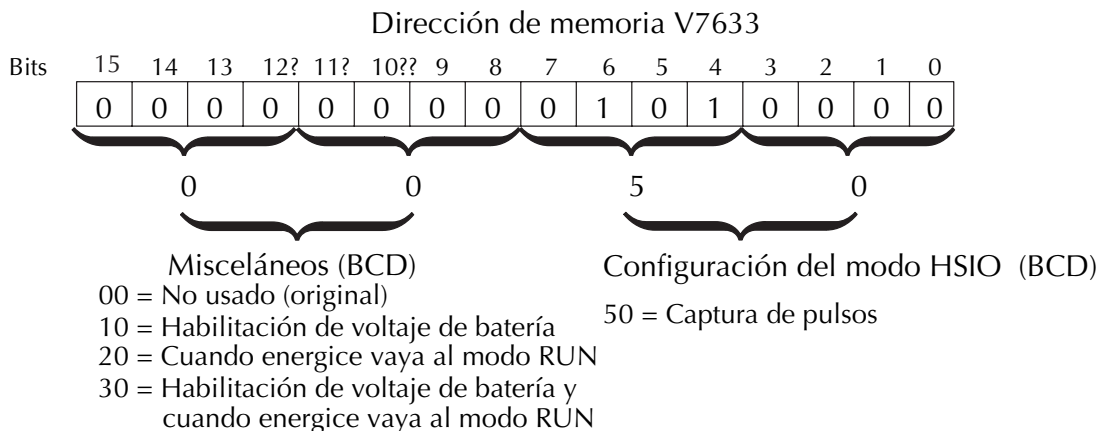 Dirección de memoria V7633
Bits 15 14 13 12? 11? 10?? 9 8 7 6 5 4 3 2 1 0
0 0 0 0 0 0 0 0 0 1 0 1 0 0 0 0
0 0 5 0
Misceláneos (BCD)
00 = No usado (original)
10 = Habilitación de voltaje de batería
20 = Cuando energice vaya al modo RUN
30 = Habilitación de voltaje de batería y
cuando energice vaya al modo RUN
Configuración del modo HSIO (BCD)
50 = Captura de pulsos